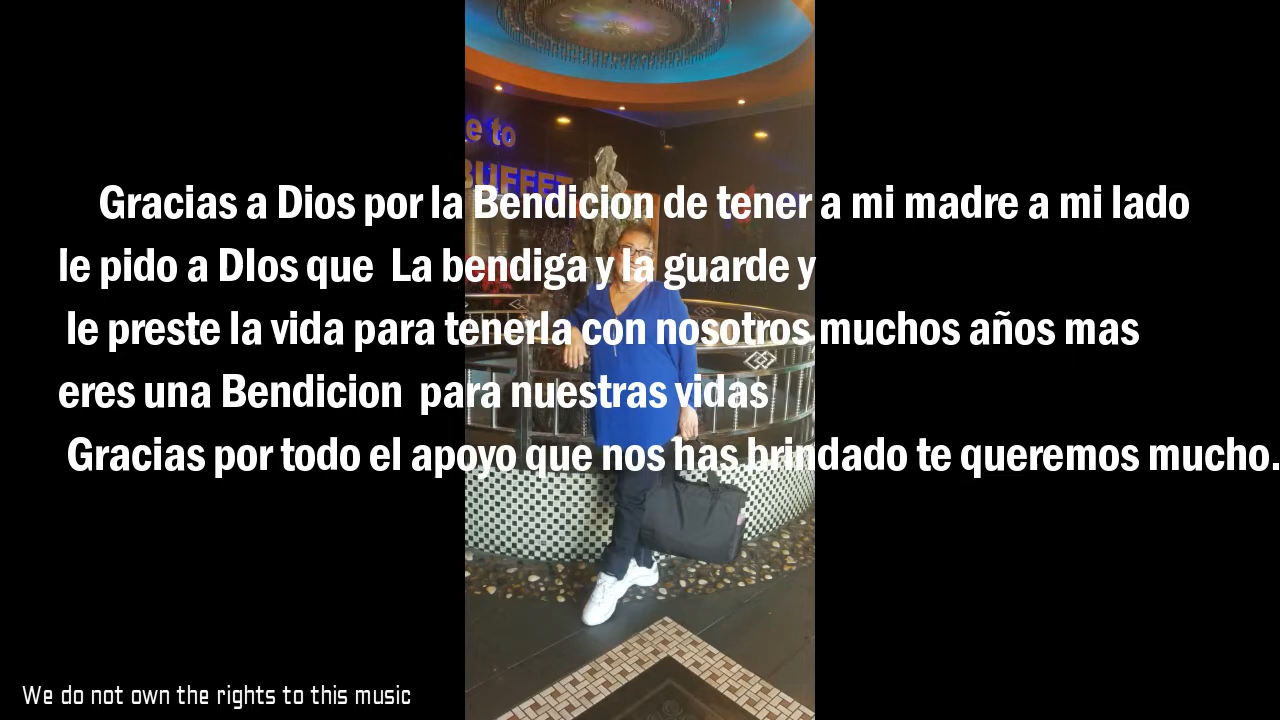 e to
BUFFET
Gracias a Dios por la Bendicion de tener a mi madre a mi lado
le pido a DIos que La bendiga y la guarde y
le preste la vida para tenerla con nosotros muchos años mas
eres una Bendicion para nuestras vidas
Gracias por todo el apoyo que nos has brindado te queremos mucho.
We do not own the rights to this music